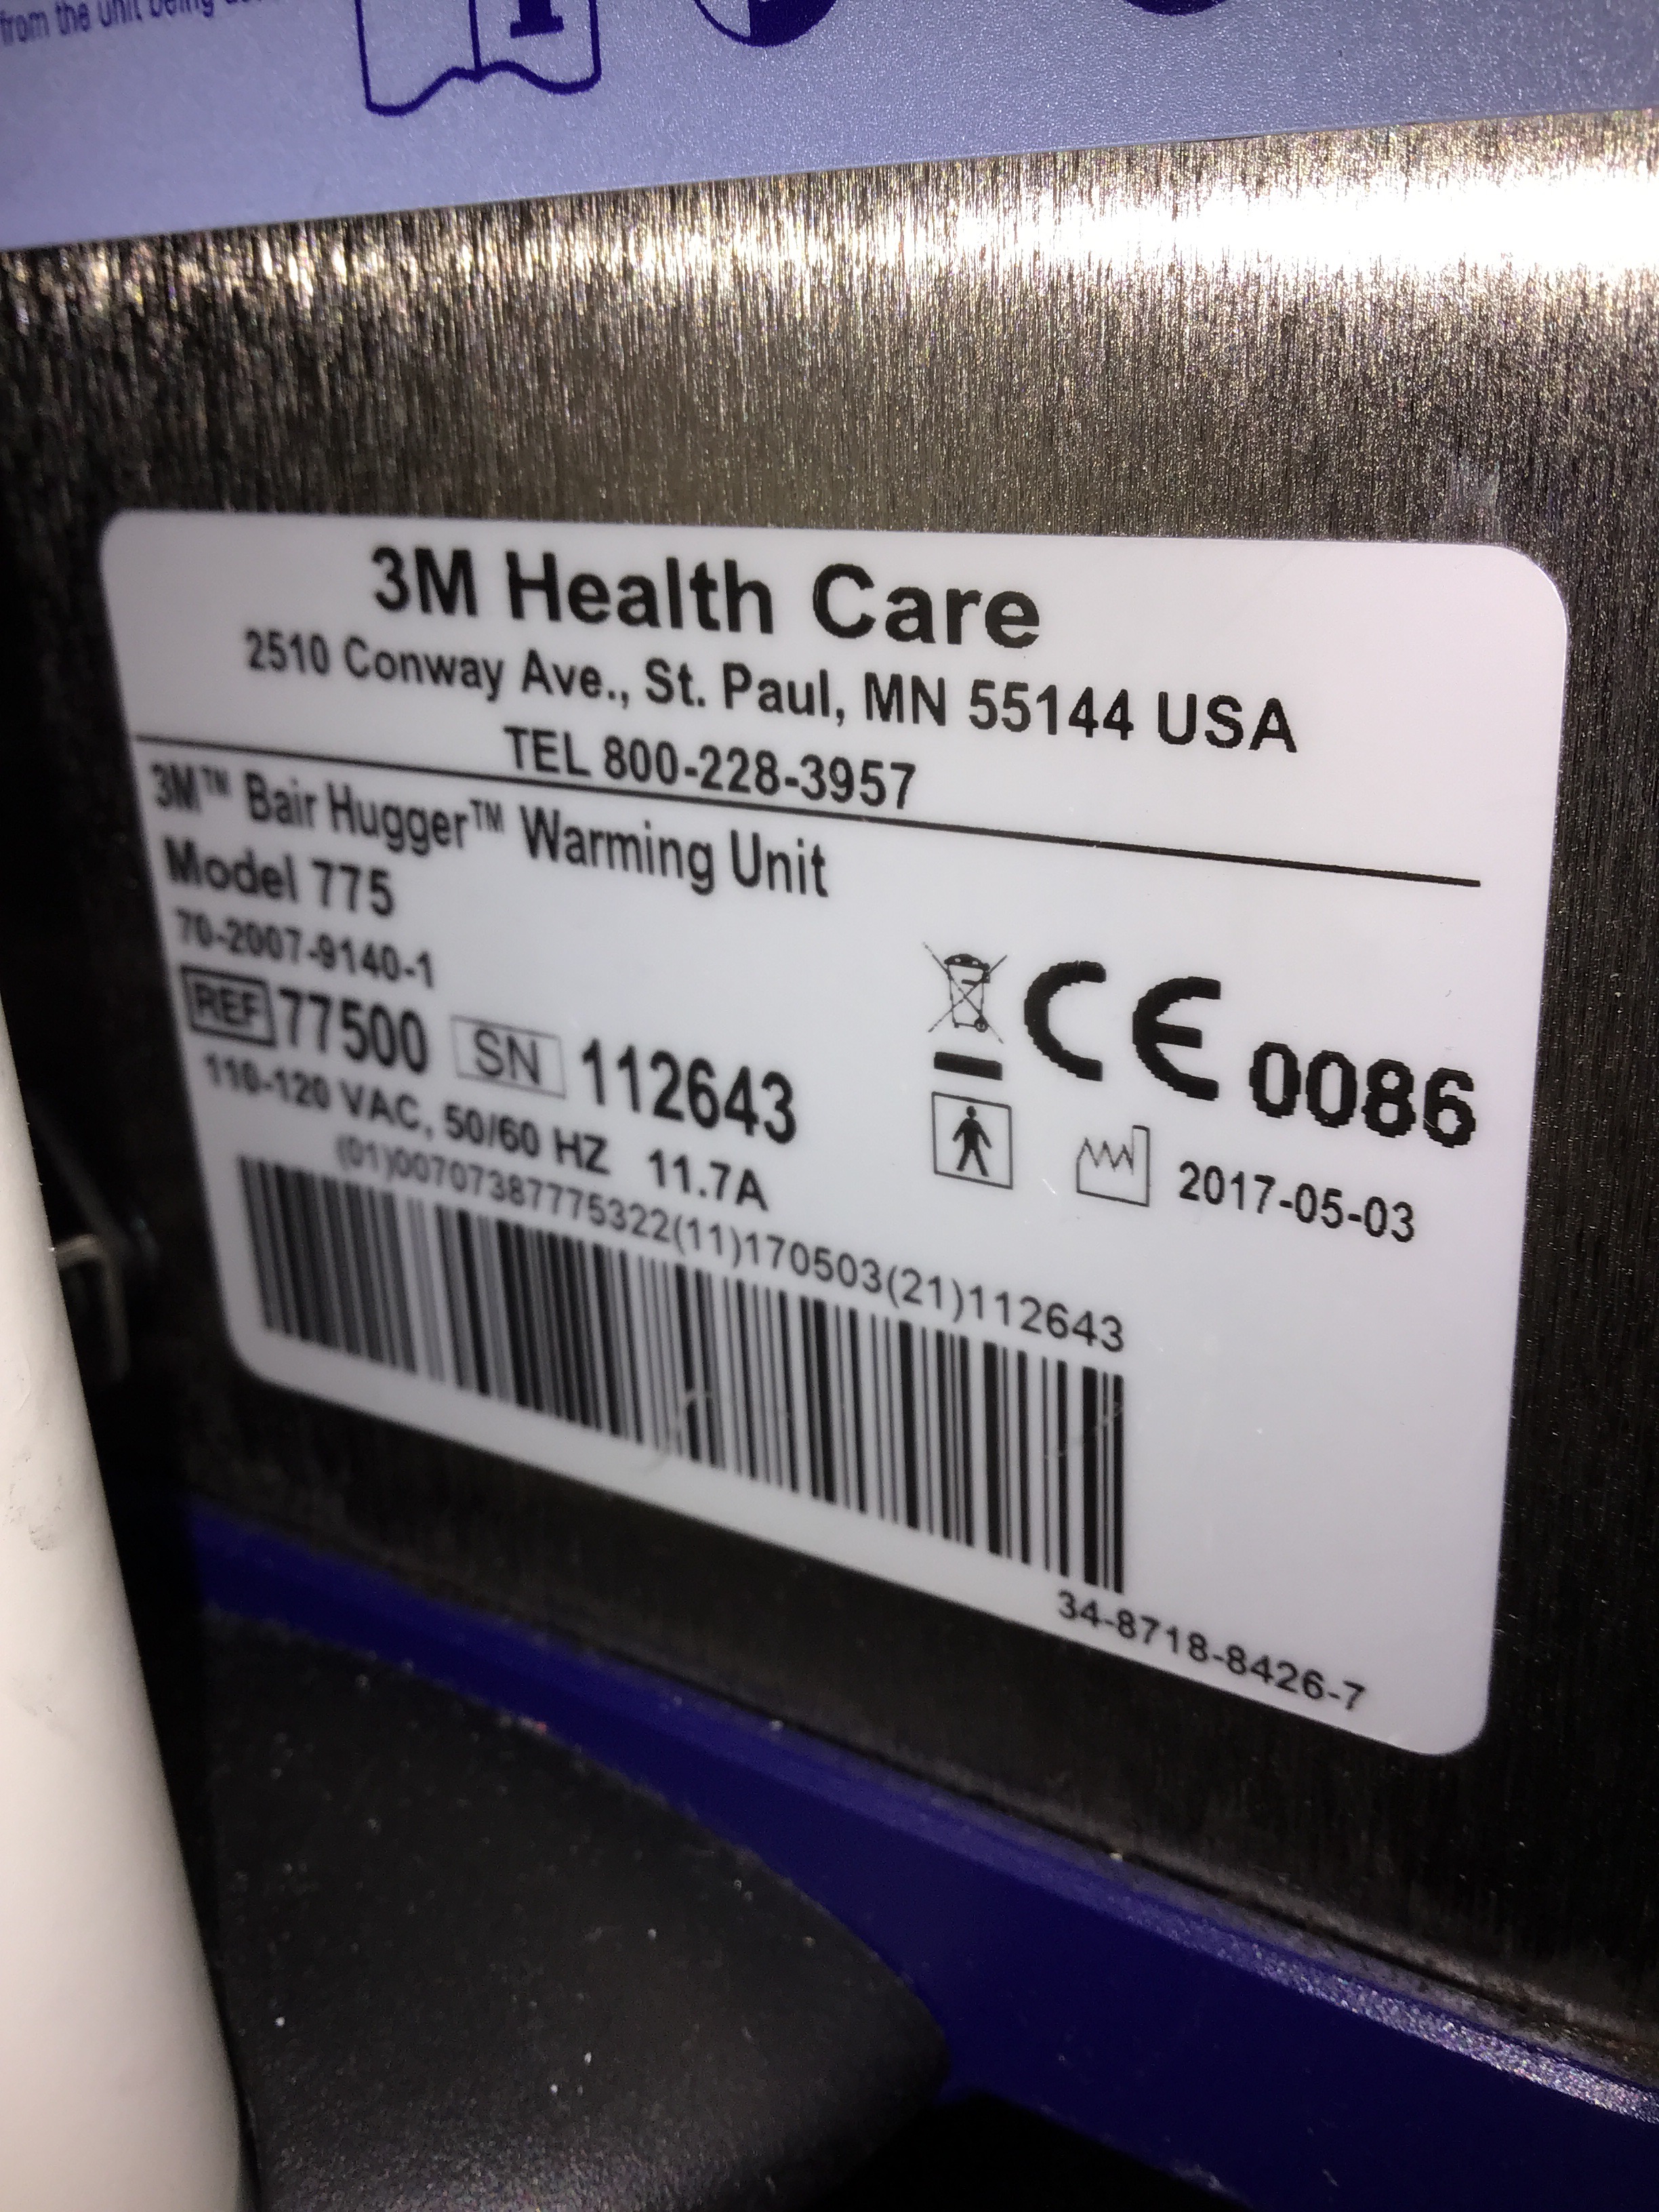 from the unit being
3M Health Care
2510 Conway Ave., St. Paul, MN 55144 USA
TEL 800-228-3957
3M™ Bair Hugger™ Warming Unit
Model 775
70-2007-9140-1
REF 77500 SN 112643
110-120 VAC, 50/60 HZ 11.7A
CE 0086
2017-05-03
(01)00707387775322(11)170503(21)112643
34-8718-8426-7